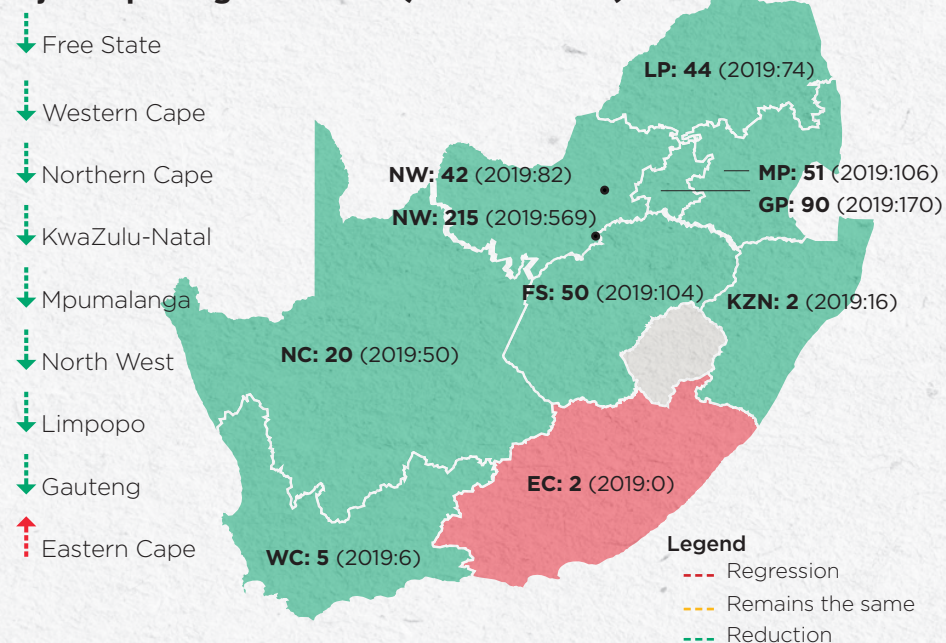 Free State
Western Cape
Northern Cape
KwaZulu-Natal
Mpumalanga
North West
Limpopo
Gauteng
Eastern Cape
LP: 44 (2019:74)
NW: 42 (2019:82)
MP: 51 (2019:106)
GP: 90 (2019:170)
NW: 215 (2019:569)
FS: 50 (2019:104)
KZN: 2 (2019:16)
NC: 20 (2019:50)
EC: 2 (2019:0)
WC: 5 (2019:6)
Legend
Regression
Remains the same
Reduction